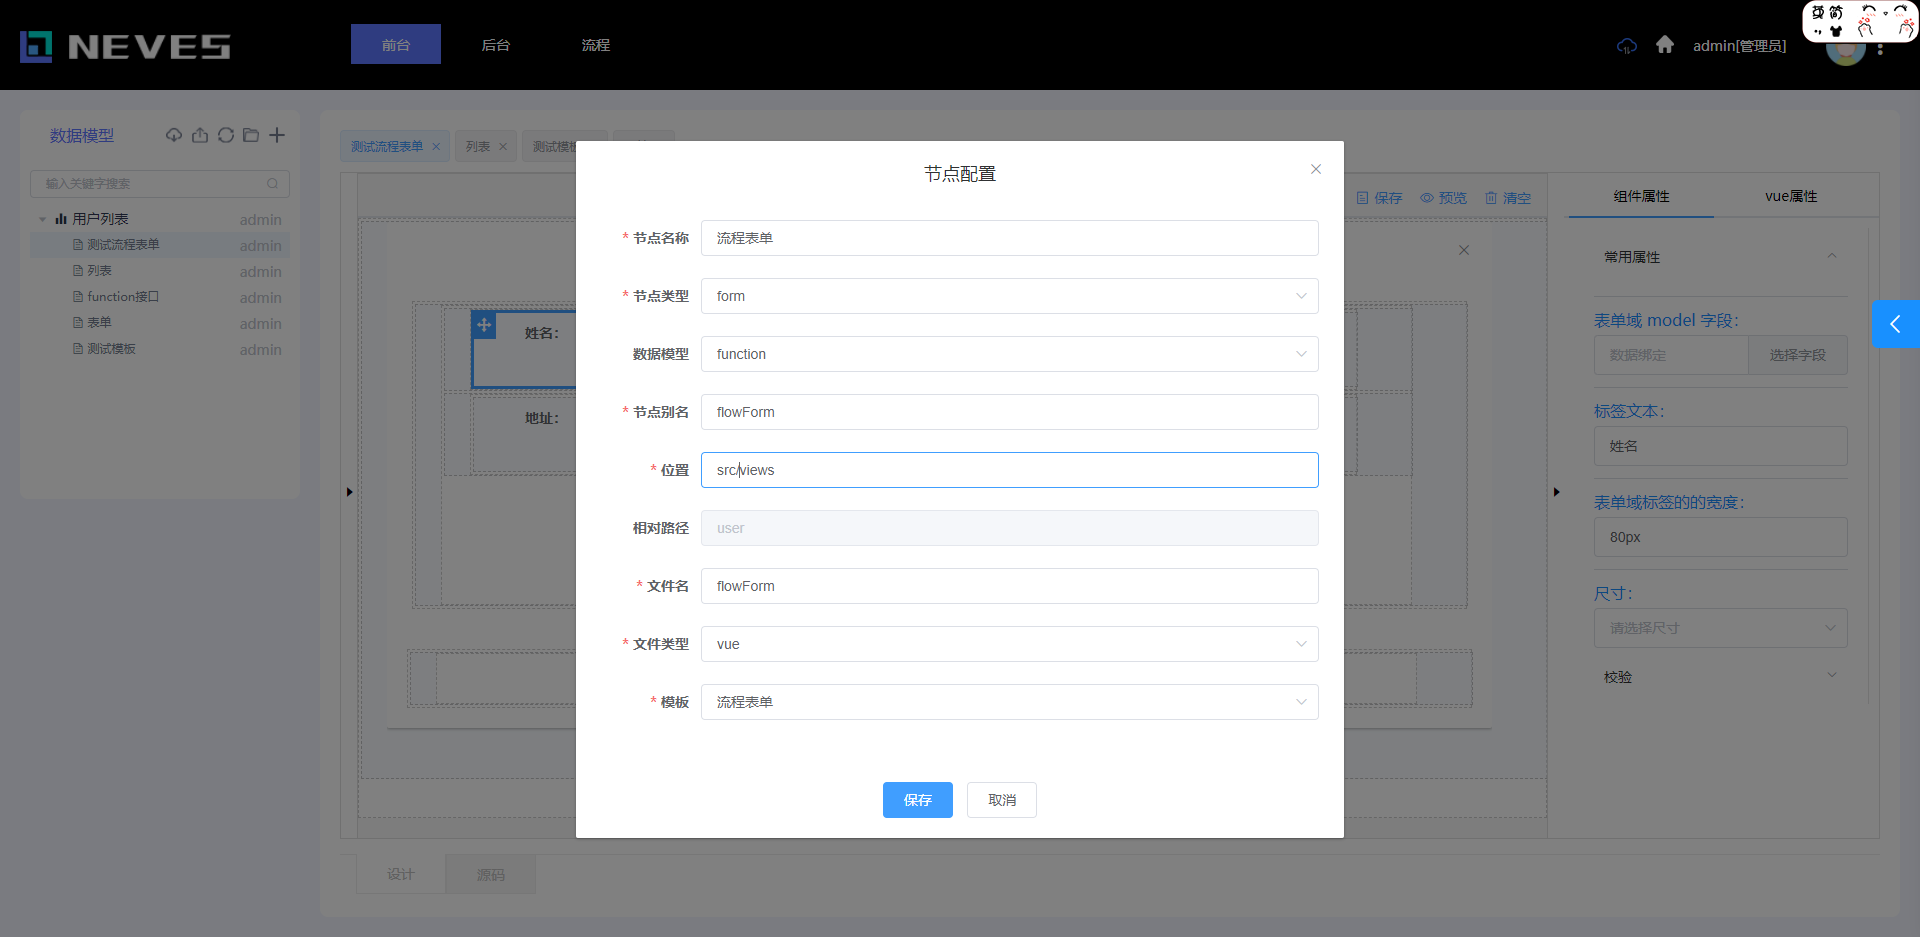 NEVES
前台
后台
流程
admin[管理员]
英 简
数据模型
输入关键字搜索
用户列表 admin
测试流程表单 admin
列表 admin
function接口 admin
表单 admin
测试模板 admin
测试流程表单
列表
测试模
保存
预览
清空
姓名：
地址：
节点配置
* 节点名称 流程表单
* 节点类型 form
数据模型 function
* 节点别名 flowForm
* 位置 src/views
相对路径 user
* 文件名 flowForm
* 文件类型 vue
* 模板 流程表单
保存
取消
组件属性
vue属性
常用属性
表单域 model 字段：
数据绑定
选择字段
标签文本：
姓名
表单域标签的的宽度：
80px
尺寸：
请选择尺寸
校验
设计
源码